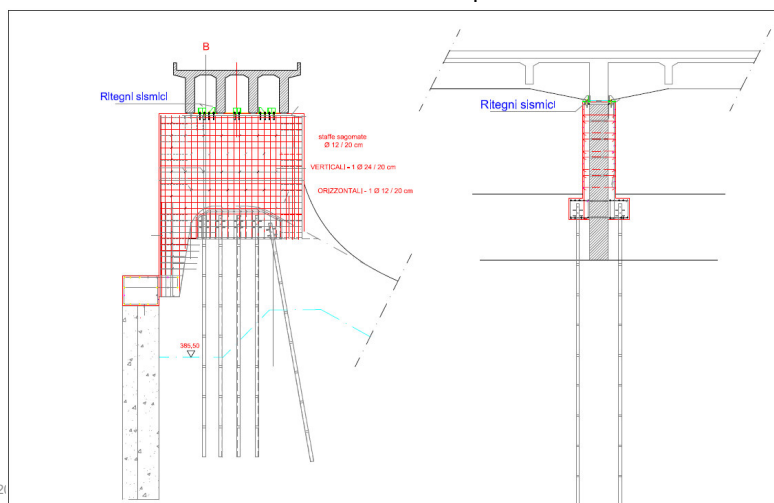 B
Ritegni sismici
staffe sagomate
Ø 12 / 20 cm
VERTICALI - 1 Ø 24 / 20 cm
ORIZZONTALI - 1 Ø 12 / 20 cm
385,50
Ritegni sismici